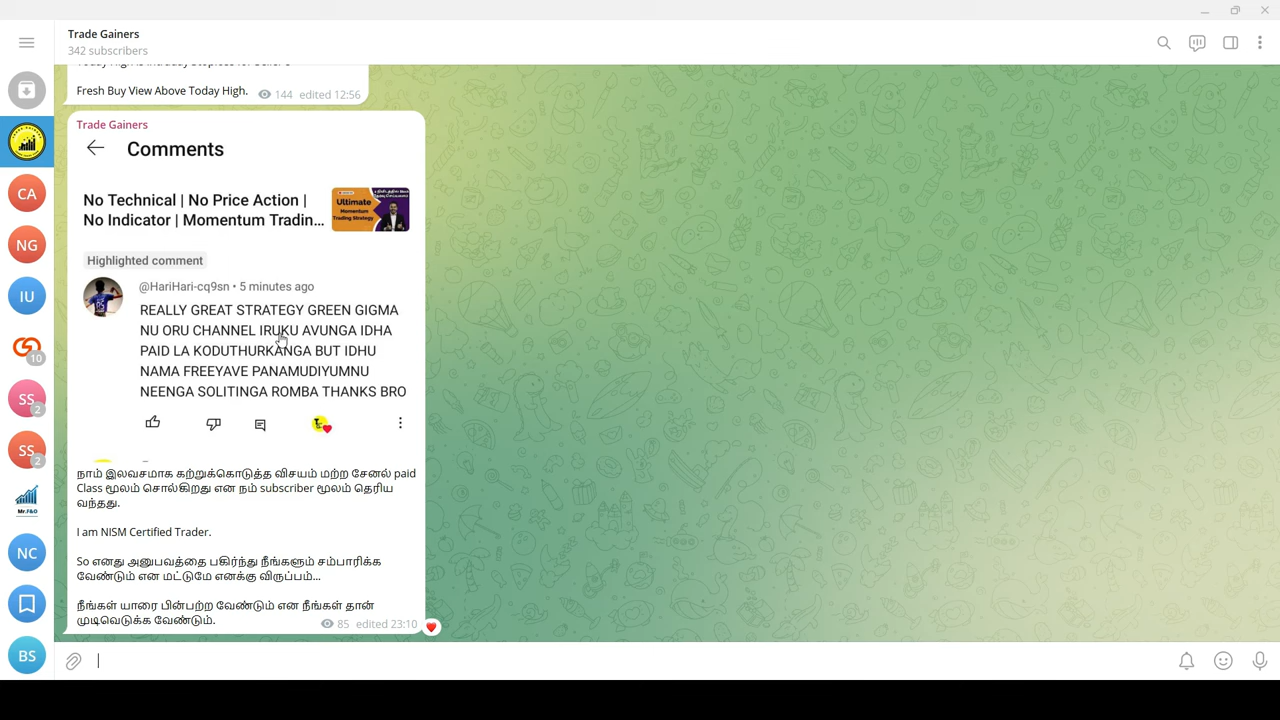 Trade Gainers
342 subscribers
Fresh Buy View Above Today High. 144 edited 12:56
Trade Gainers
Comments
No Technical | No Price Action |
No Indicator | Momentum Tradin...
Ultimate
Momentum
Trading Strategy
Highlighted comment
@HariHari-cq9sn • 5 minutes ago
REALLY GREAT STRATEGY GREEN GIGMA
NU ORU CHANNEL IRUKU AVUNGA IDHA
PAID LA KODUTHURKANGA BUT IDHU
NAMA FREEYAVE PANAMUDIYUMNU
NEENGA SOLITINGA ROMBA THANKS BRO
நாம் இலவசமாக கற்றுக்கொடுத்த விசயம் மற்ற சேனல் paid
Class மூலம் சொல்கிறது என நம் subscriber மூலம் தெரிய
வந்தது.
I am NISM Certified Trader.
So எனது அனுபவத்தை பகிர்ந்து நீங்களும் சம்பாரிக்க
வேண்டும் என மட்டுமே எனக்கு விருப்பம்...
நீங்கள் யாரை பின்பற்ற வேண்டும் என நீங்கள் தான்
முடிவெடுக்க வேண்டும். 85 edited 23:10
CA
NG
IU
10
SS
2
SS
2
Mr.F&O
NC
BS